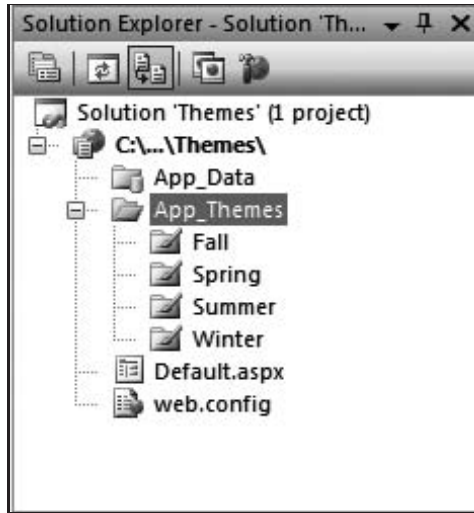 Solution Explorer - Solution 'Th...
Solution 'Themes' (1 project)
C:\...\Themes\
App_Data
App_Themes
Fall
Spring
Summer
Winter
Default.aspx
web.config